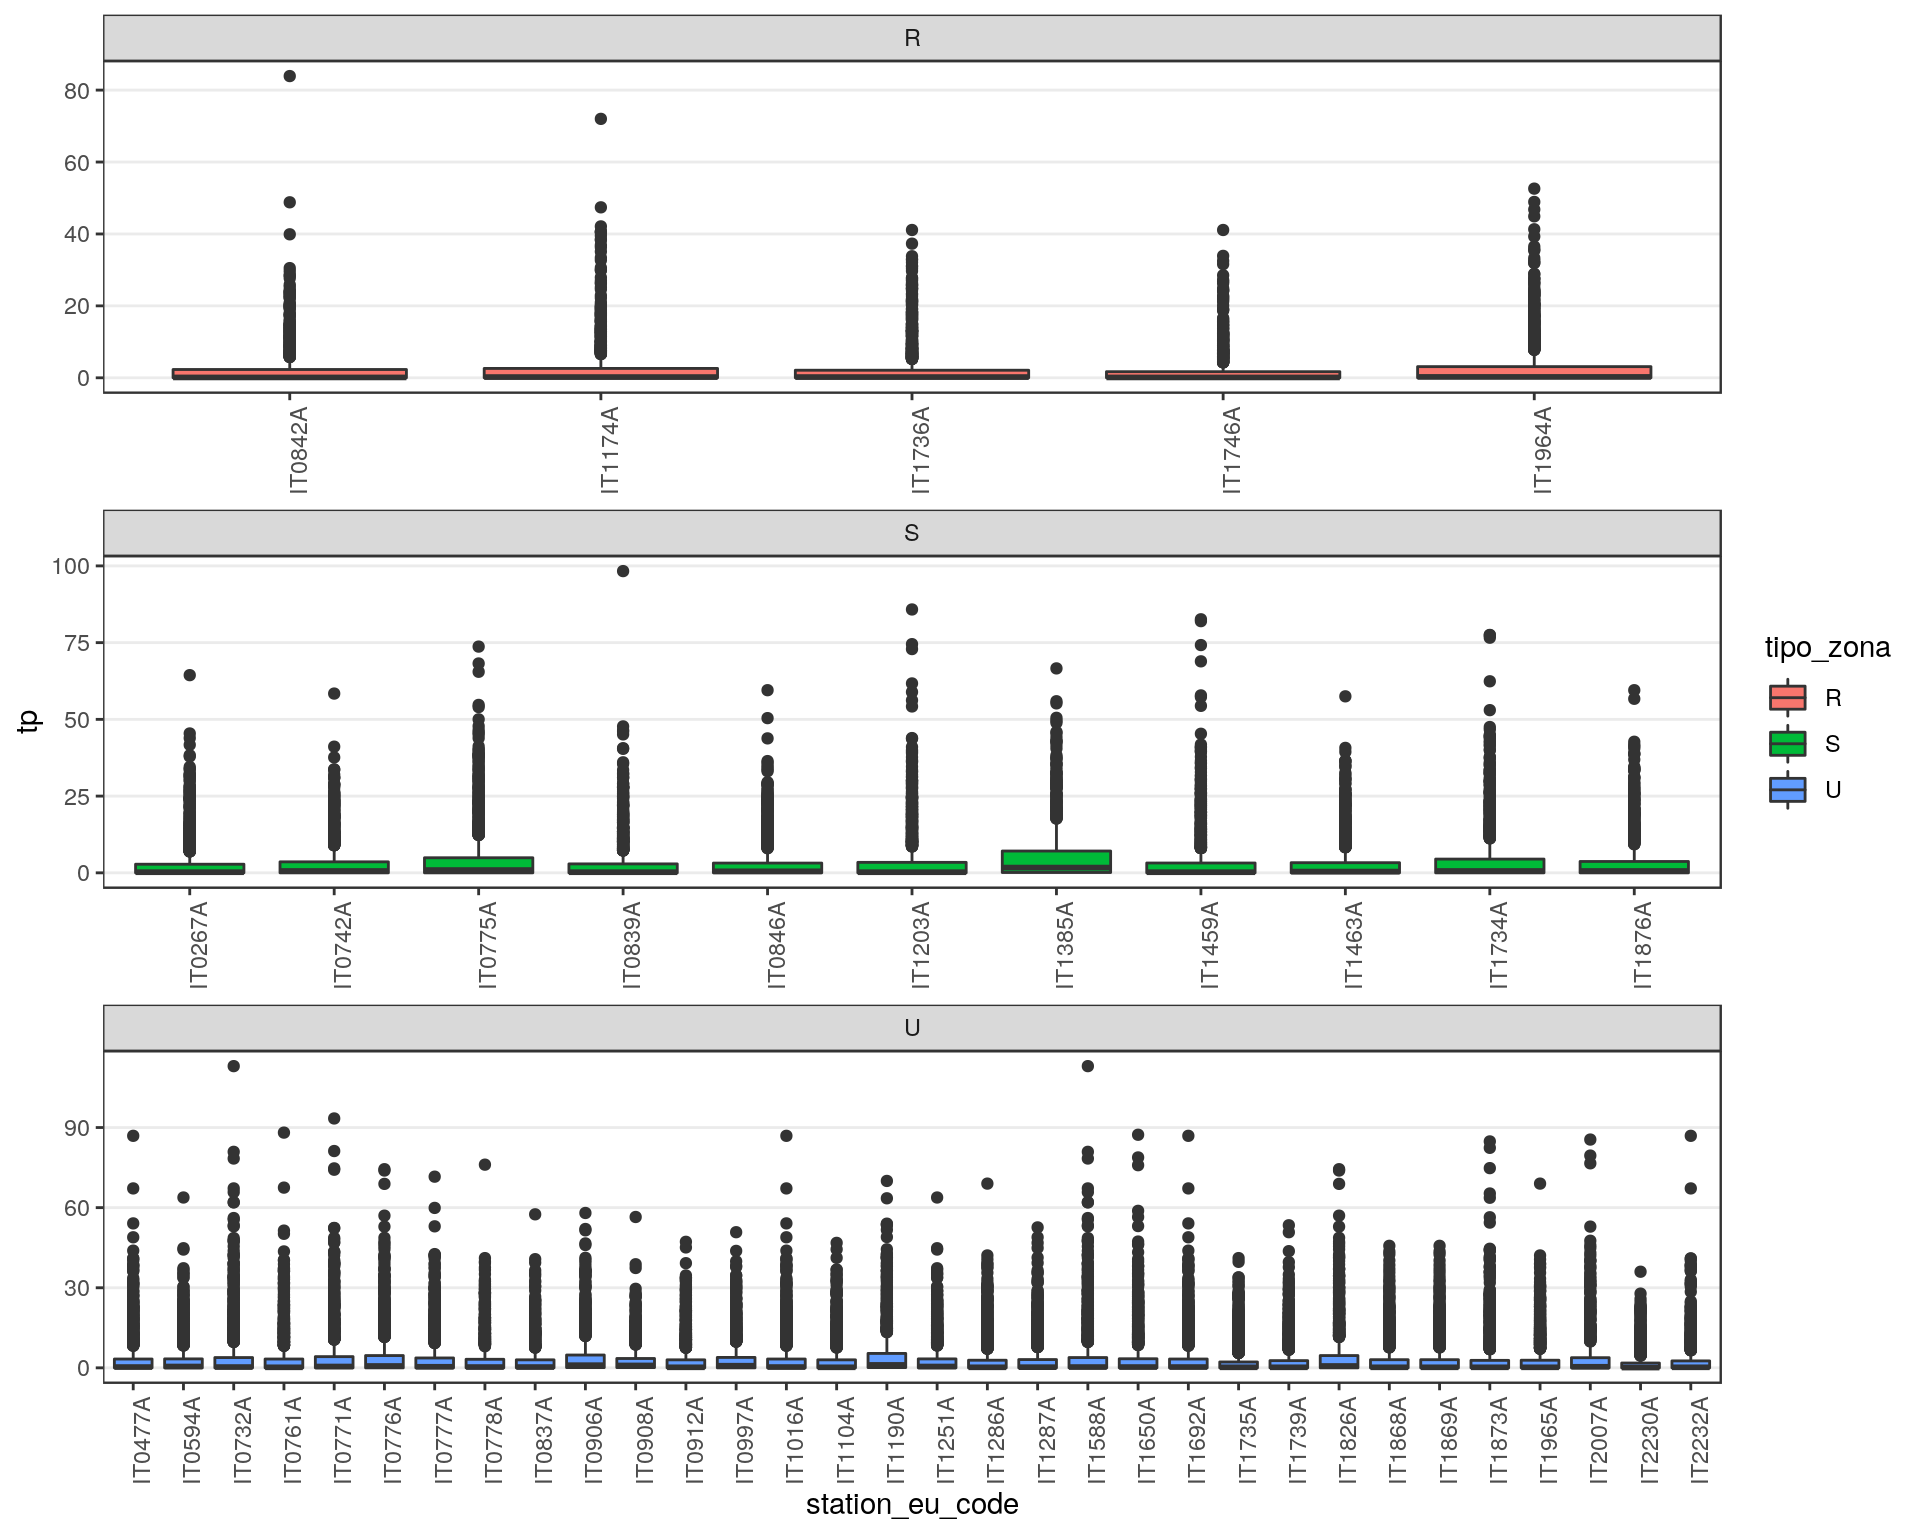 R
80
60
40
20
0
IT0842A IT1174A IT1736A IT1746A IT1964A
S
100
75
50
25
0
IT0267A IT0742A IT0775A IT0839A IT0846A IT1203A IT1385A IT1459A IT1463A IT1734A IT1876A
U
90
60
30
0
IT0477A IT0594A IT0732A IT0761A IT0771A IT0776A IT0777A IT0778A IT0837A IT0906A IT0908A IT0912A IT0997A IT1016A IT1104A IT1190A IT1251A IT1286A IT1287A IT1588A IT1650A IT1692A IT1735A IT1739A IT1826A IT1868A IT1869A IT1873A IT1965A IT2007A IT2230A IT2232A
station_eu_code
tp
tipo_zona
R
S
U